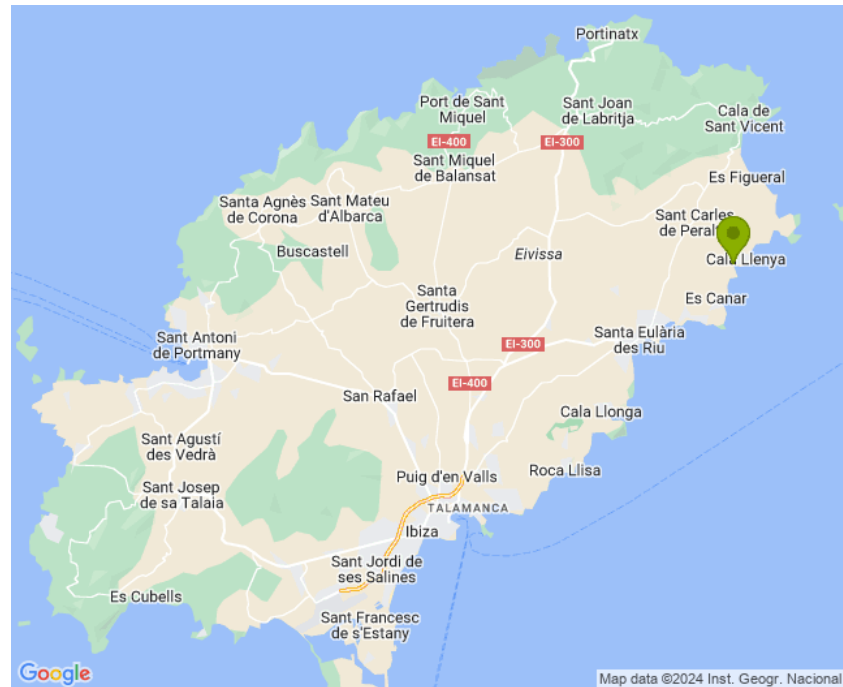 Portinatx
Port de Sant
Miquel
Sant Joan
de Labritja
Cala de
Sant Vicent
EI-400
EI-300
Sant Miquel
de Balansat
Es Figueral
Santa Agnès
de Corona
Sant Mateu
d'Albarca
Sant Carles
de Peral
Buscastell
Eivissa
Cala Llenya
Santa
Gertrudis
de Fruitera
Es Canar
Sant Antoni
de Portmany
Santa Eulària
des Riu
EI-300
EI-400
San Rafael
Cala Llonga
Sant Agustí
des Vedrà
Roca Llisa
Puig d'en Valls
Sant Josep
de sa Talaia
TALAMANCA
Ibiza
Sant Jordi de
ses Salines
Es Cubells
Sant Francesc
de s'Estany
Google
Map data ©2024 Inst. Geogr. Nacional